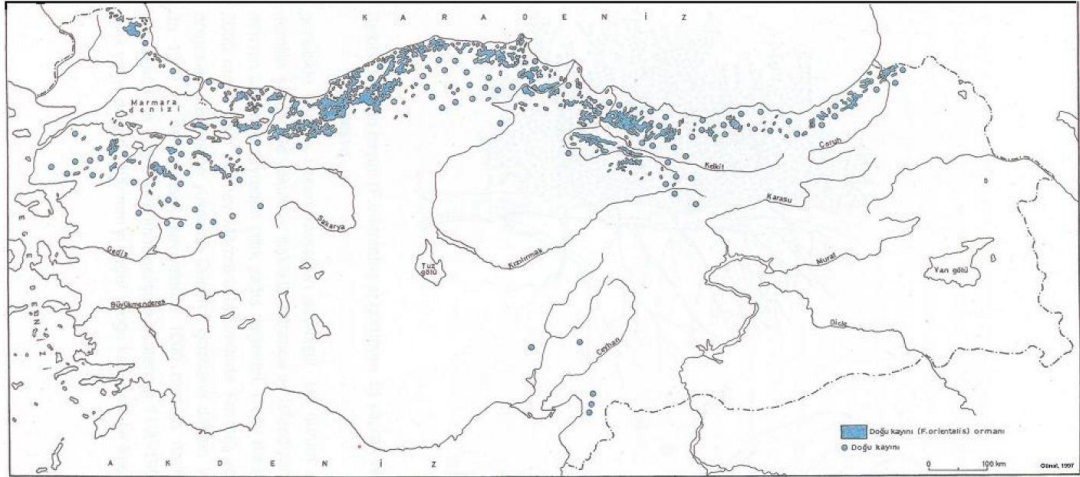 K A R A D E N İ Z
Marmara
denizi
Çoruh
Kelkit
Karasu
Sakarya
Kızılırmak
Gediz
Tuz
gölü
Murat
Van gölü
Büyükmenderes
Dicle
Ceyhan
E G E D E N İ Z İ
Doğu kayını (F.orientalis) ormanı
Doğu kayını
A K D E N İ Z
0 100 km
Günal, 1997